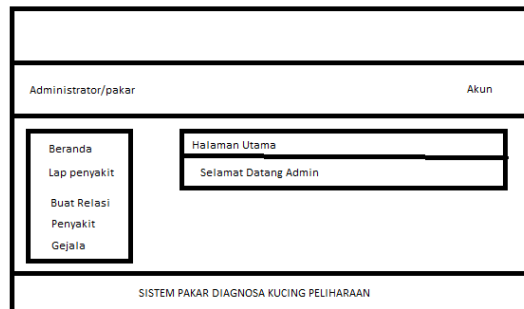 Administrator/pakar
Akun
Beranda
Lap penyakit
Buat Relasi
Penyakit
Gejala
Halaman Utama
Selamat Datang Admin
SISTEM PAKAR DIAGNOSA KUCING PELIHARAAN